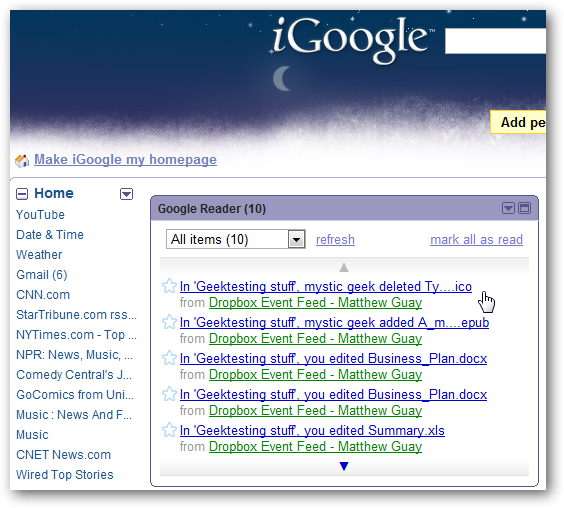 iGoogle™
Add pe
Make iGoogle my homepage
Home
YouTube
Date & Time
Weather
Gmail (6)
CNN.com
StarTribune.com rss...
NYTimes.com - Top ...
NPR: News, Music, ...
Comedy Central's J...
GoComics from Uni...
Music : News And F...
Music
CNET News.com
Wired Top Stories
Google Reader (10)
All items (10)
refresh
mark all as read
In 'Geektesting stuff', mystic geek deleted Ty....ico
from Dropbox Event Feed - Matthew Guay
In 'Geektesting stuff', mystic geek added A_m....epub
from Dropbox Event Feed - Matthew Guay
In 'Geektesting stuff', you edited Business_Plan.docx
from Dropbox Event Feed - Matthew Guay
In 'Geektesting stuff', you edited Business_Plan.docx
from Dropbox Event Feed - Matthew Guay
In 'Geektesting stuff', you edited Summary.xls
from Dropbox Event Feed - Matthew Guay